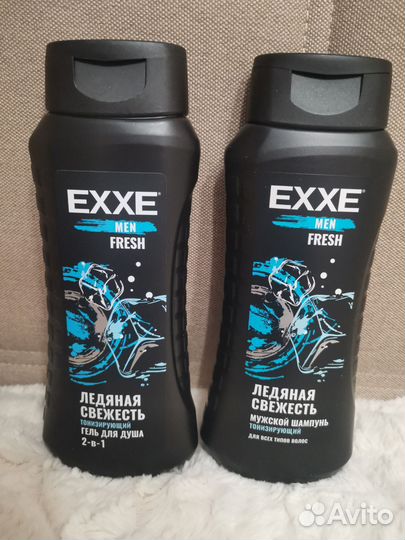 EXXE®
MEN
FRESH
ЛЕДЯНАЯ
СВЕЖЕСТЬ
ТОНИЗИРУЮЩИЙ
ГЕЛЬ ДЛЯ ДУША
2-в-1
EXXE®
MEN
FRESH
ЛЕДЯНАЯ
СВЕЖЕСТЬ
МУЖСКОЙ ШАМПУНЬ
ТОНИЗИРУЮЩИЙ
ДЛЯ ВСЕХ ТИПОВ ВОЛОС
Avito